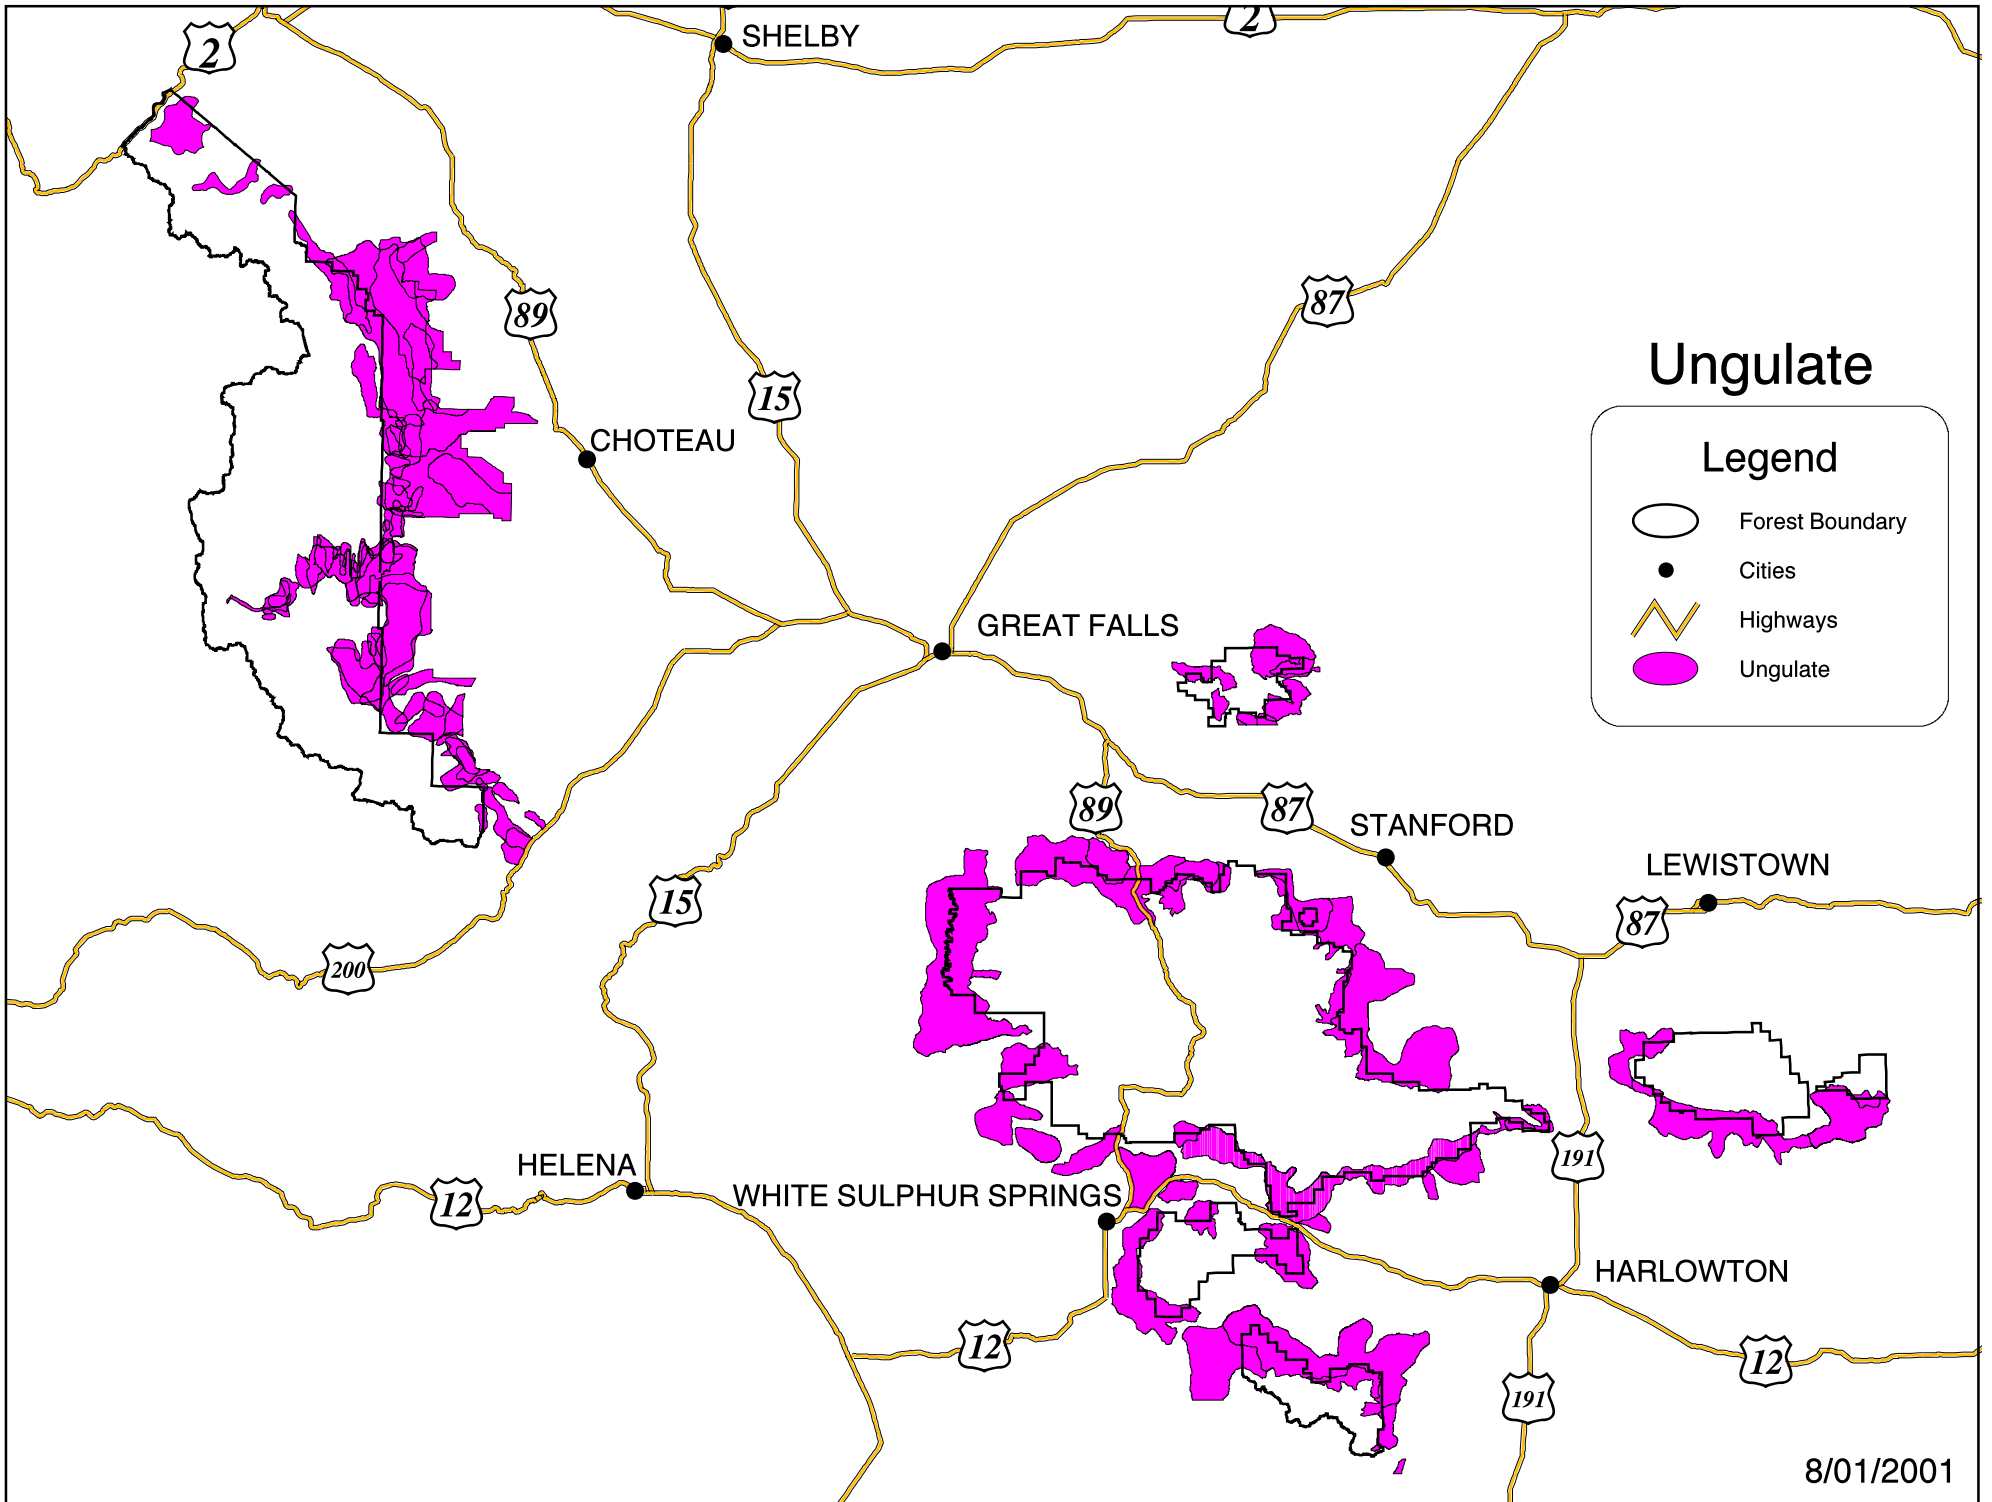 2
SHELBY
2
89
87
15
Ungulate
Legend
Forest Boundary
Cities
Highways
Ungulate
CHOTEAU
GREAT FALLS
89
87
STANFORD
LEWISTOWN
87
15
200
191
HELENA
12
WHITE SULPHUR SPRINGS
HARLOWTON
12
12
191
8/01/2001